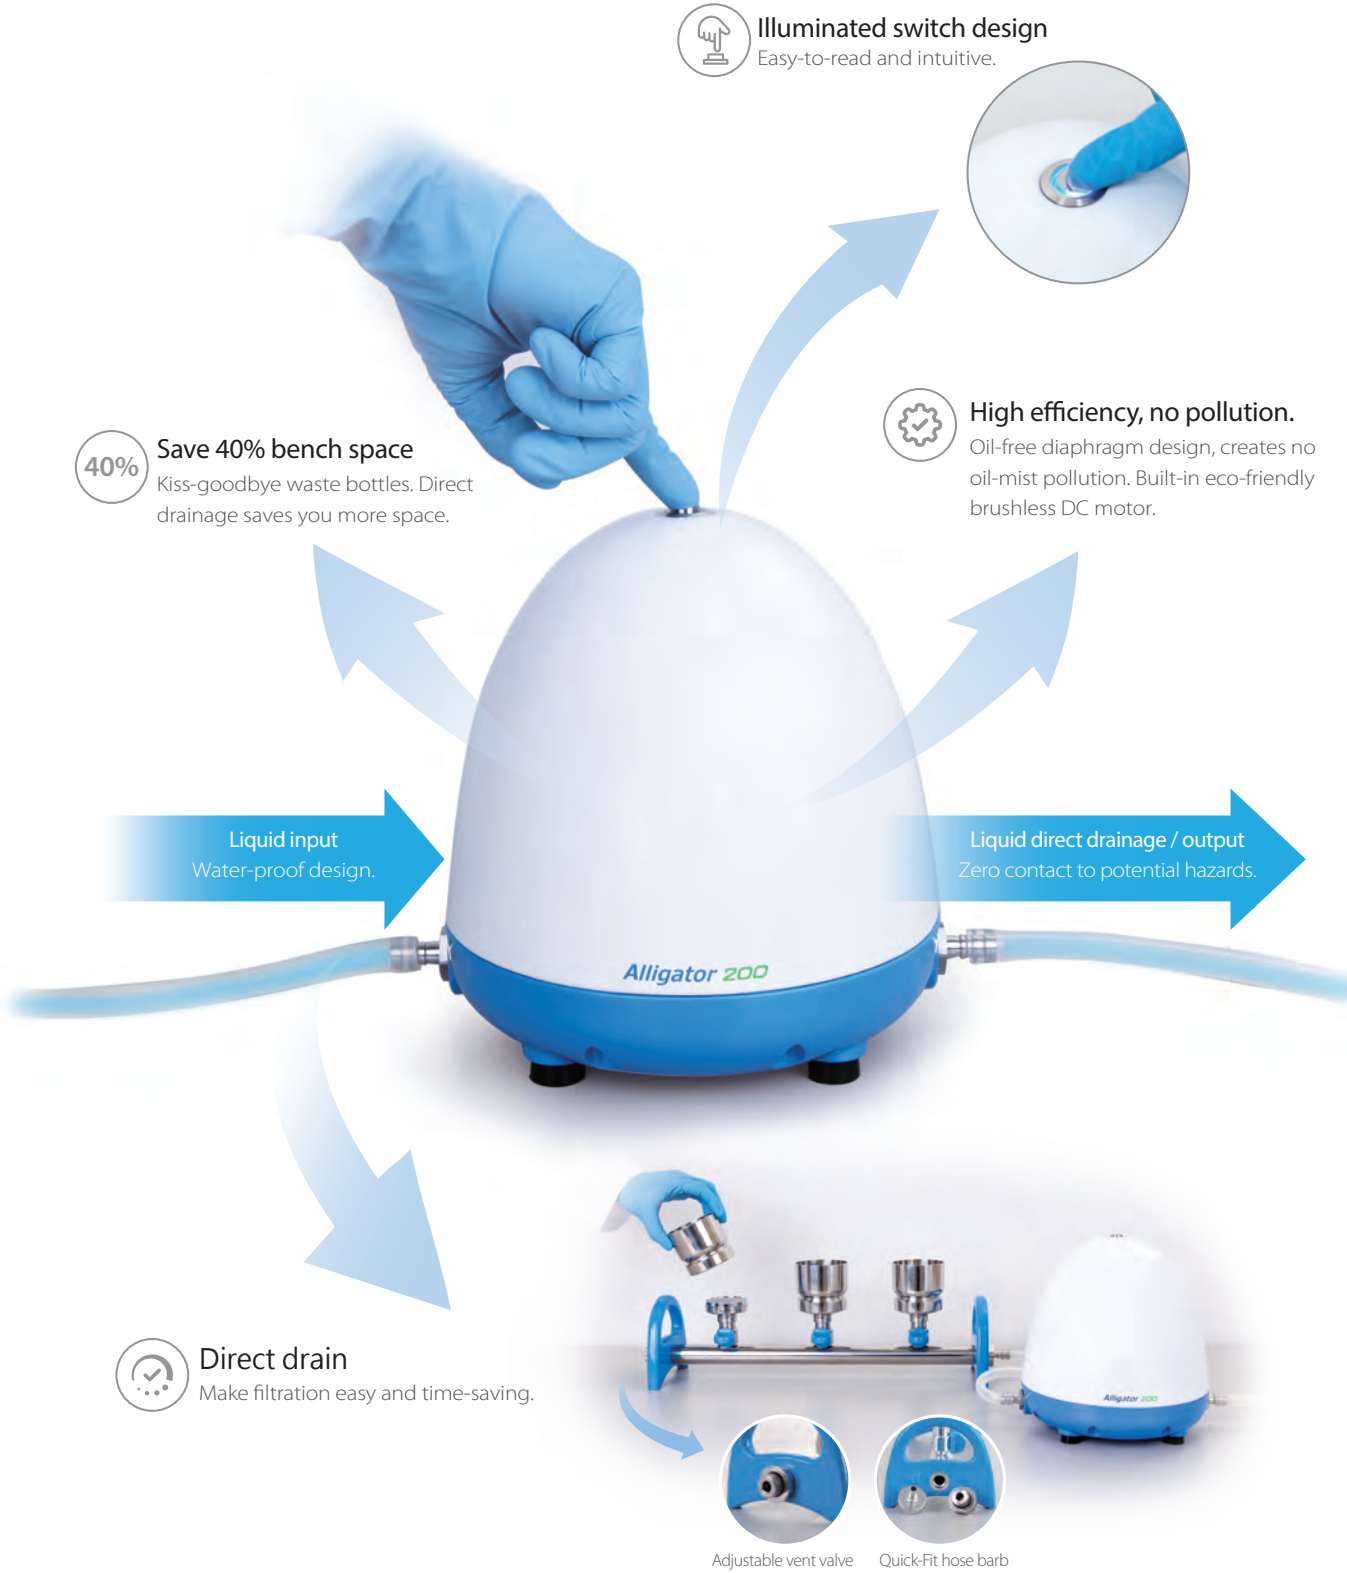 Illuminated switch design
Easy-to-read and intuitive.
High efficiency, no pollution.
Oil-free diaphragm design, creates no
oil-mist pollution. Built-in eco-friendly
brushless DC motor.
40%
Save 40% bench space
Kiss-goodbye waste bottles. Direct
drainage saves you more space.
Liquid input
Water-proof design.
Liquid direct drainage / output
Zero contact to potential hazards.
Alligator 200
Direct drain
Make filtration easy and time-saving.
Alligator 200
Adjustable vent valve
Quick-Fit hose barb